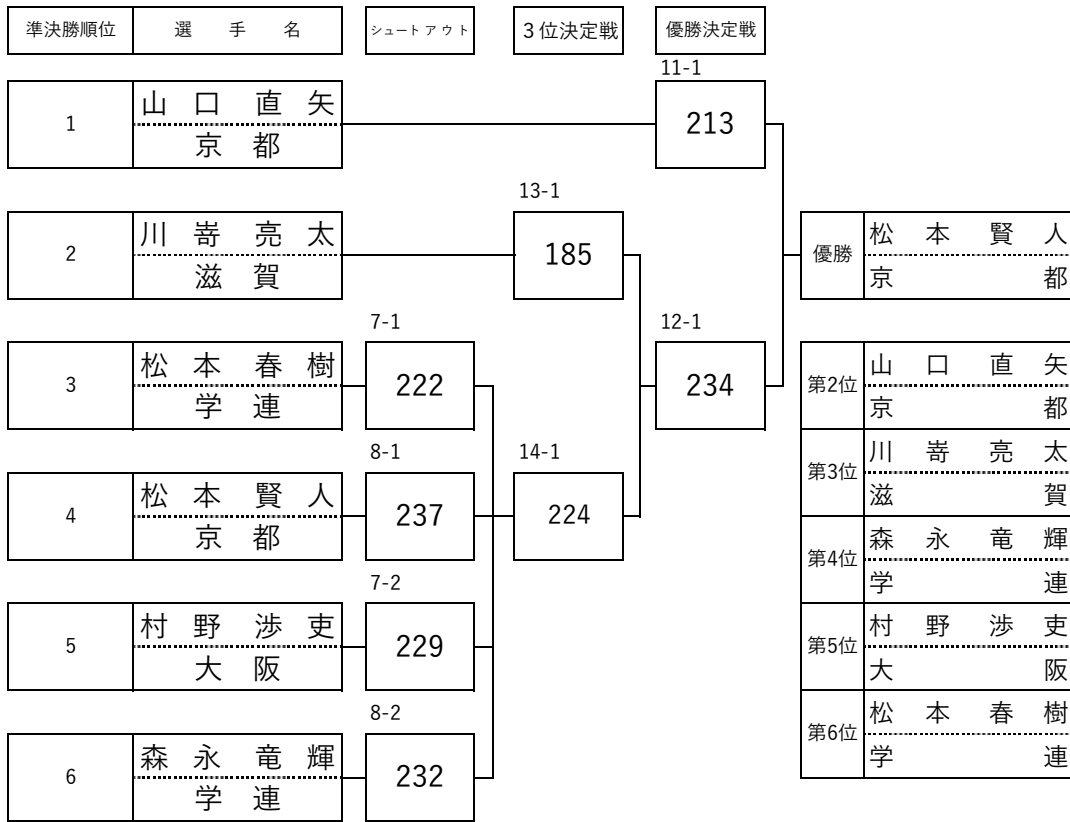 準決勝順位 選手名 シュートアウト 3位決定戦 優勝決定戦
11-1
1 山口直矢 213
京都
13-1
2 川嵜亮太 185 優勝 松本賢人
滋賀 京都
7-1 12-1
3 松本春樹 222 234 第2位 山口直矢
学連 京都
8-1 14-1 第3位 川嵜亮太
滋賀
4 松本賢人 237 224
京都 第4位 森永竜輝
学連
7-2
5 村野渉吏 229 第5位 村野渉吏
大阪 大阪
8-2 第6位 松本春樹
学連
6 森永竜輝 232
学連